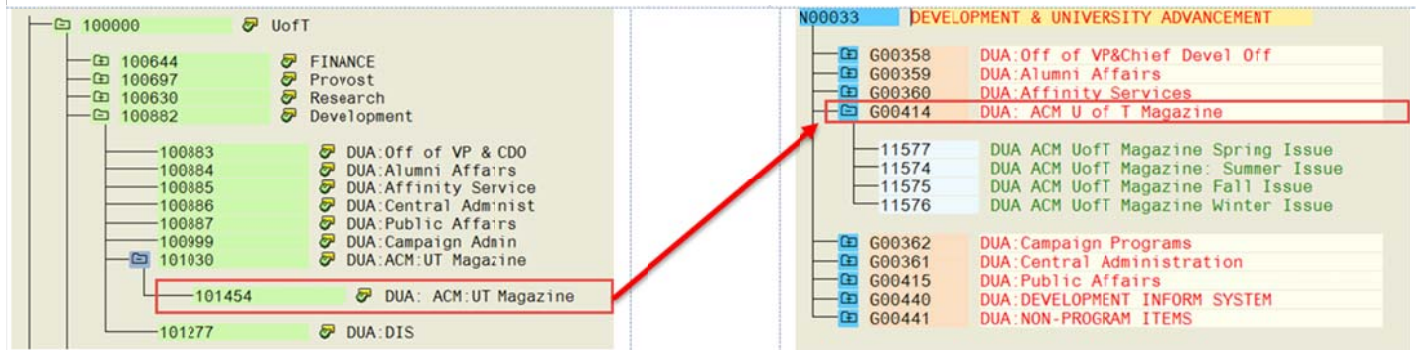 100000 UofT
100644 FINANCE
100697 Provost
100630 Research
100882 Development
100883 DUA:Off of VP & CDO
100884 DUA:Alumni Affairs
100885 DUA:Affinity Service
100886 DUA:Central Administ
100887 DUA:Public Affairs
100999 DUA:Campaign Admin
101030 DUA:ACM:UT Magazine
101454 DUA: ACM:UT Magazine
101277 DUA:DIS
N00033 DEVELOPMENT & UNIVERSITY ADVANCEMENT
G00358 DUA:Off of VP&Chief Devel Off
G00359 DUA:Alumni Affairs
G00360 DUA:Affinity Services
G00414 DUA: ACM U of T Magazine
11577 DUA ACM UofT Magazine Spring Issue
11574 DUA ACM UofT Magazine: Summer Issue
11575 DUA ACM UofT Magazine Fall Issue
11576 DUA ACM UofT Magazine Winter Issue
G00362 DUA:Campaign Programs
G00361 DUA:Central Administration
G00415 DUA:Public Affairs
G00440 DUA:DEVELOPMENT INFORM SYSTEM
G00441 DUA:NON-PROGRAM ITEMS